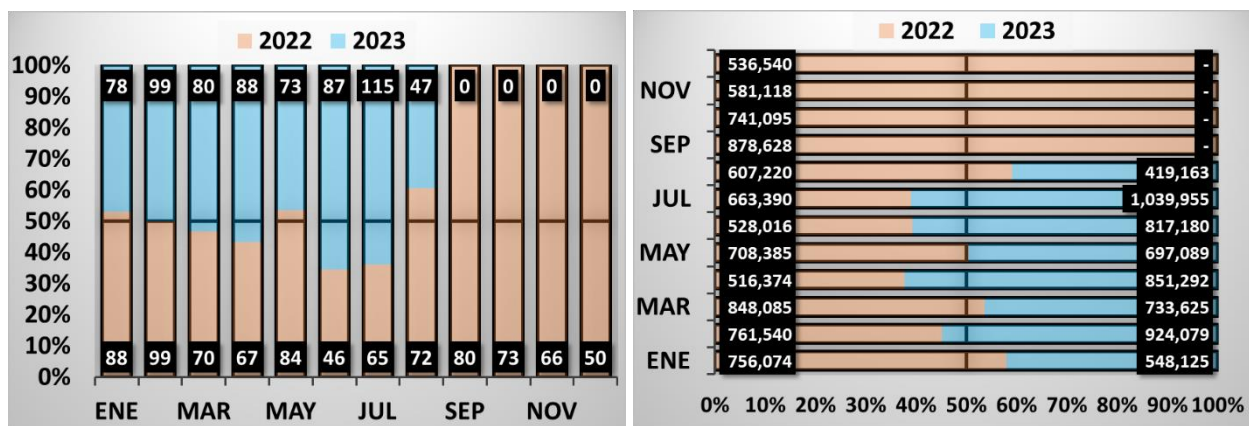 2022 2023
100%
90%
80%
70%
60%
50%
40%
30%
20%
10%
0%
78 99 80 88 73 87 115 47 0 0 0 0
88 99 70 67 84 46 65 72 80 73 66 50
ENE MAR MAY JUL SEP NOV
2022 2023
536,540 -
NOV 581,118 -
741,095 -
SEP 878,628 -
607,220 419,163
JUL 663,390 1,039,955
528,016 817,180
MAY 708,385 697,089
516,374 851,292
MAR 848,085 733,625
761,540 924,079
ENE 756,074 548,125
0% 10% 20% 30% 40% 50% 60% 70% 80% 90% 100%